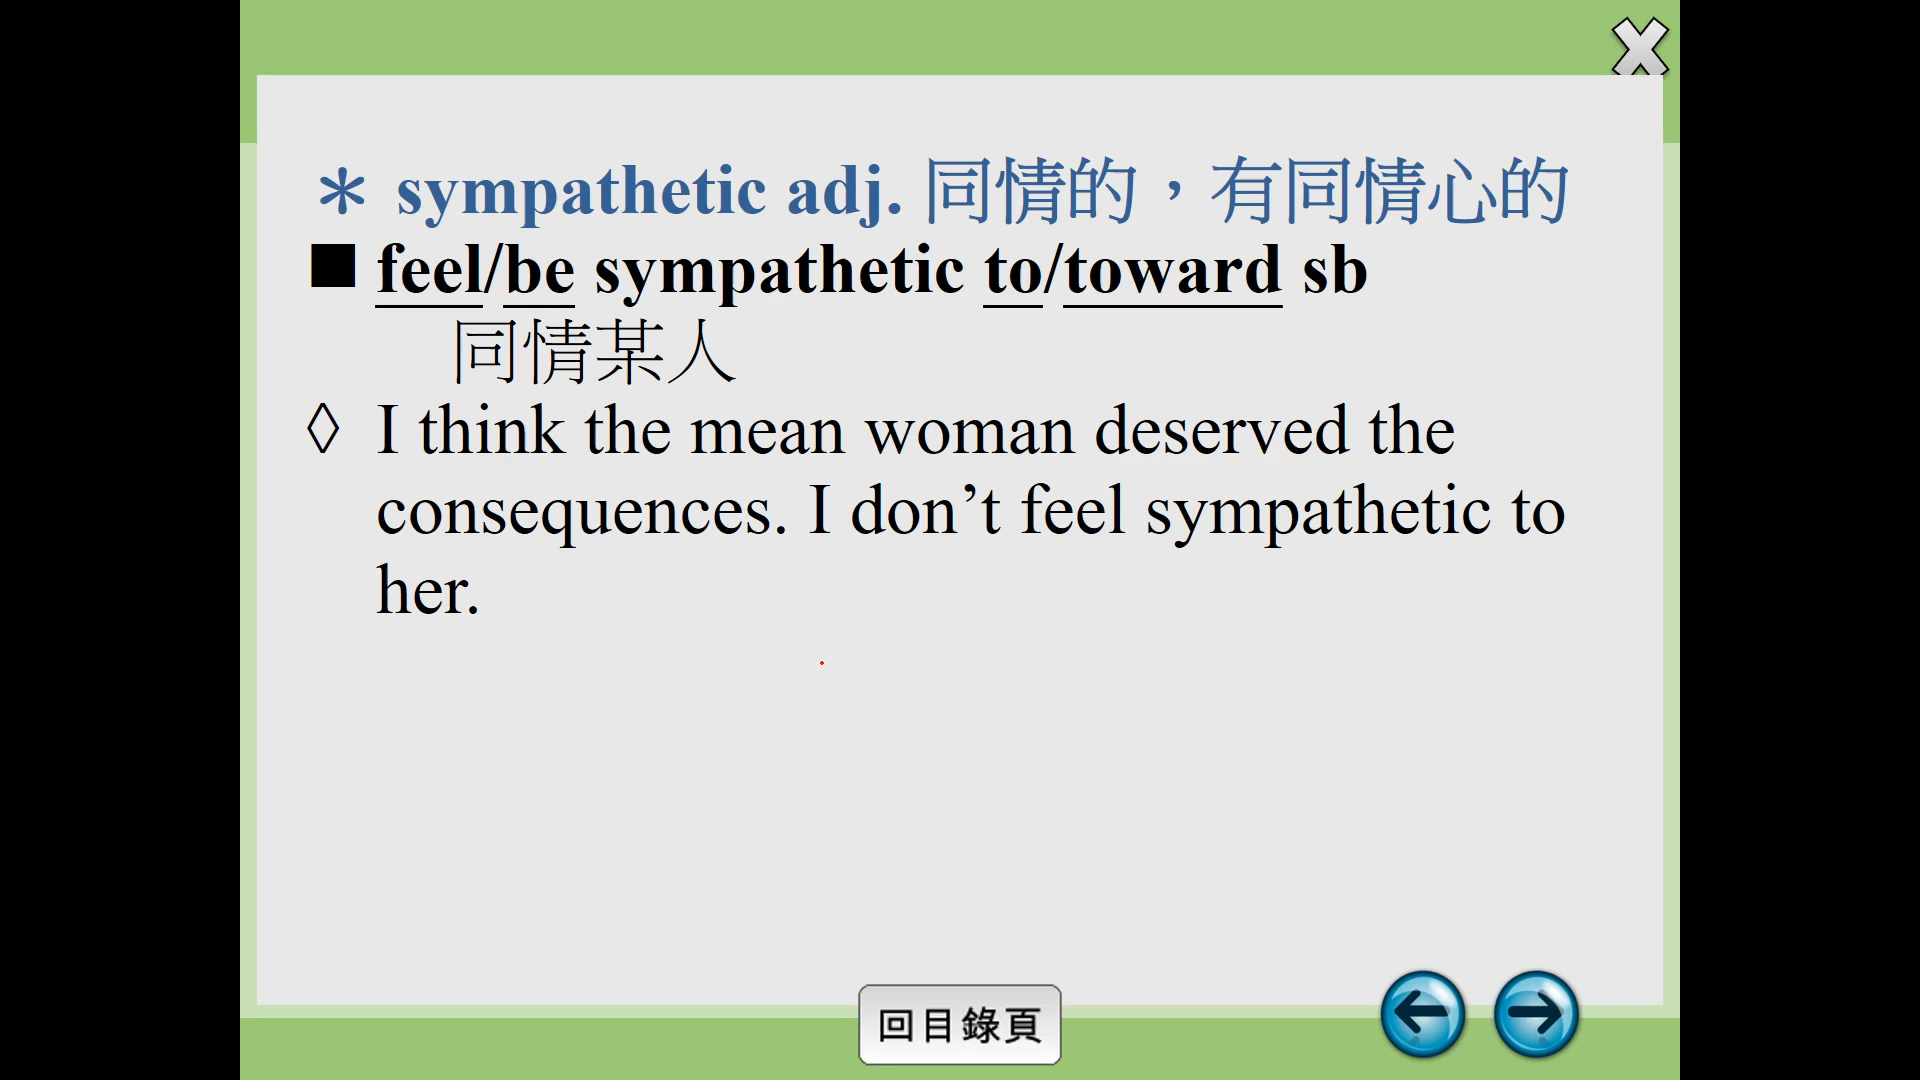 ＊ sympathetic adj. 同情的，有同情心的
■ feel/be sympathetic to/toward sb
同情某人
◊ I think the mean woman deserved the
consequences. I don’t feel sympathetic to
her.
回目錄頁